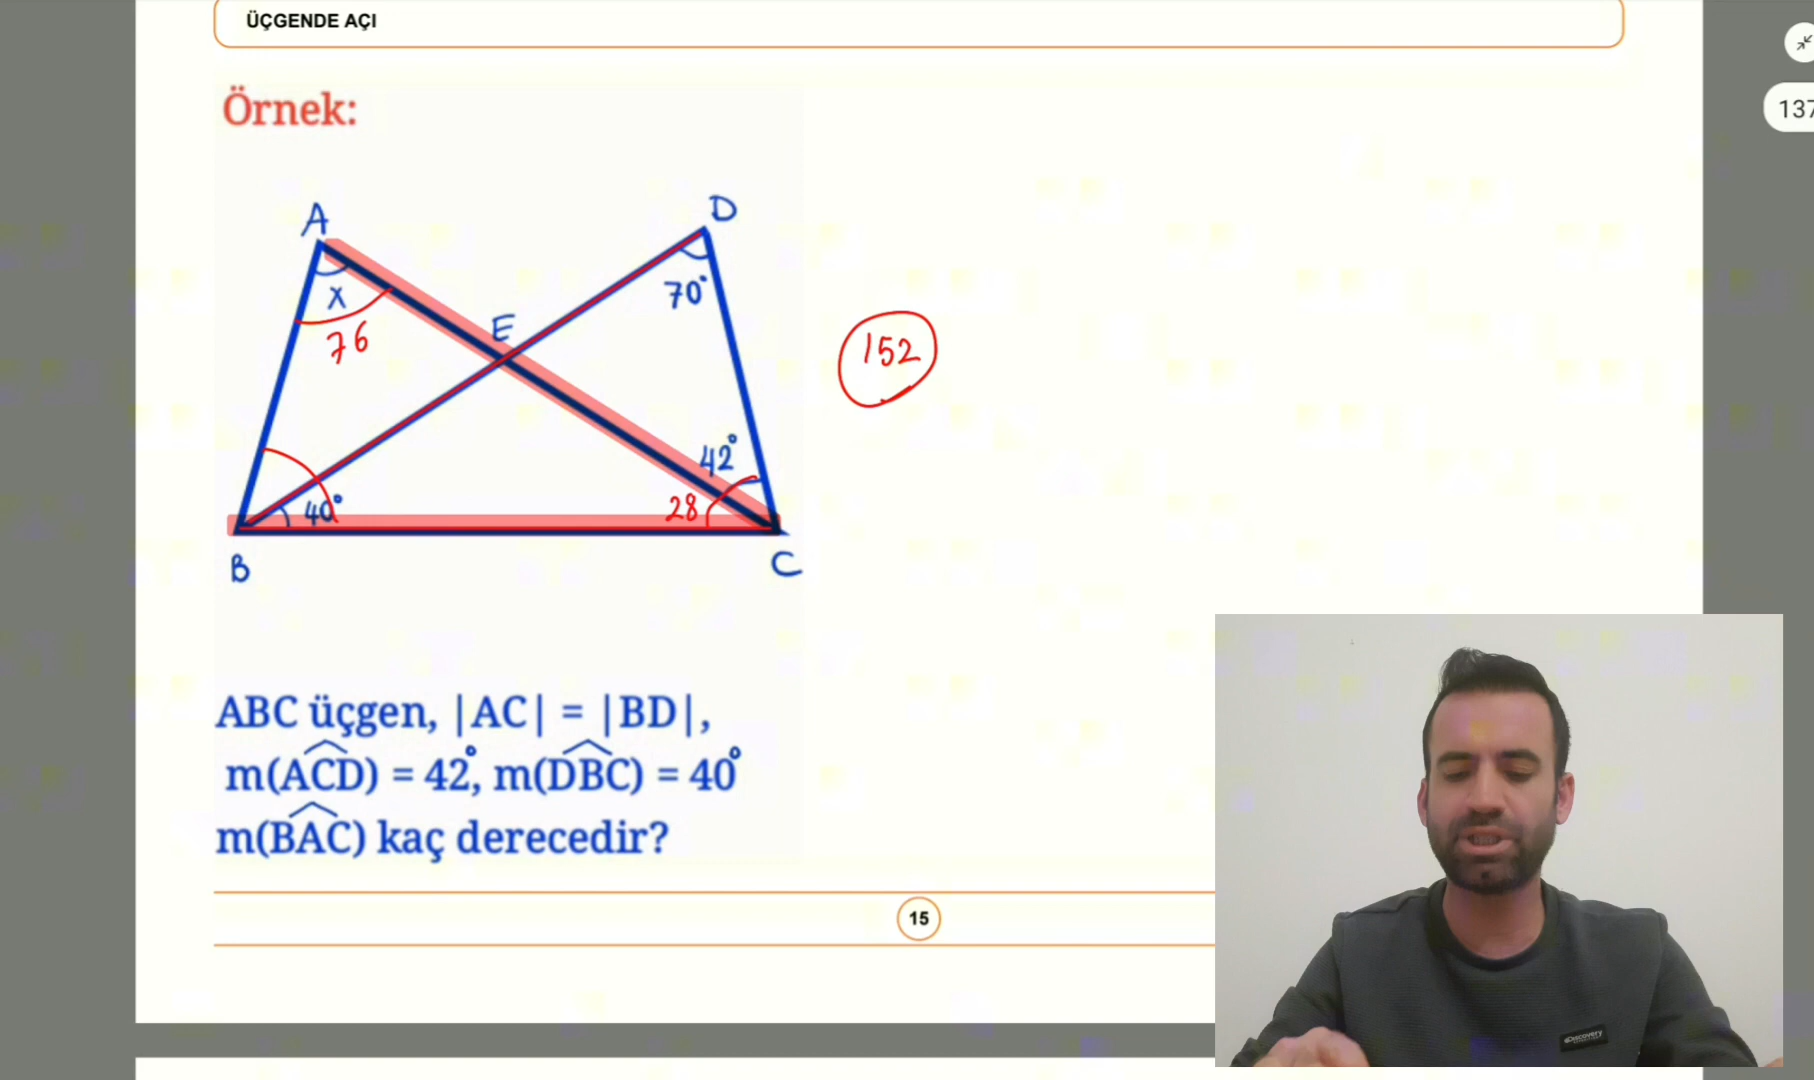 ÜÇGENDE AÇI
137
Örnek:
A
D
x
70°
76
E
152
42°
40°
28
B
C
ABC üçgen, |AC| = |BD|,
m(ACD) = 42°, m(DBC) = 40°
m(BAC) kaç derecedir?
15
Discovery